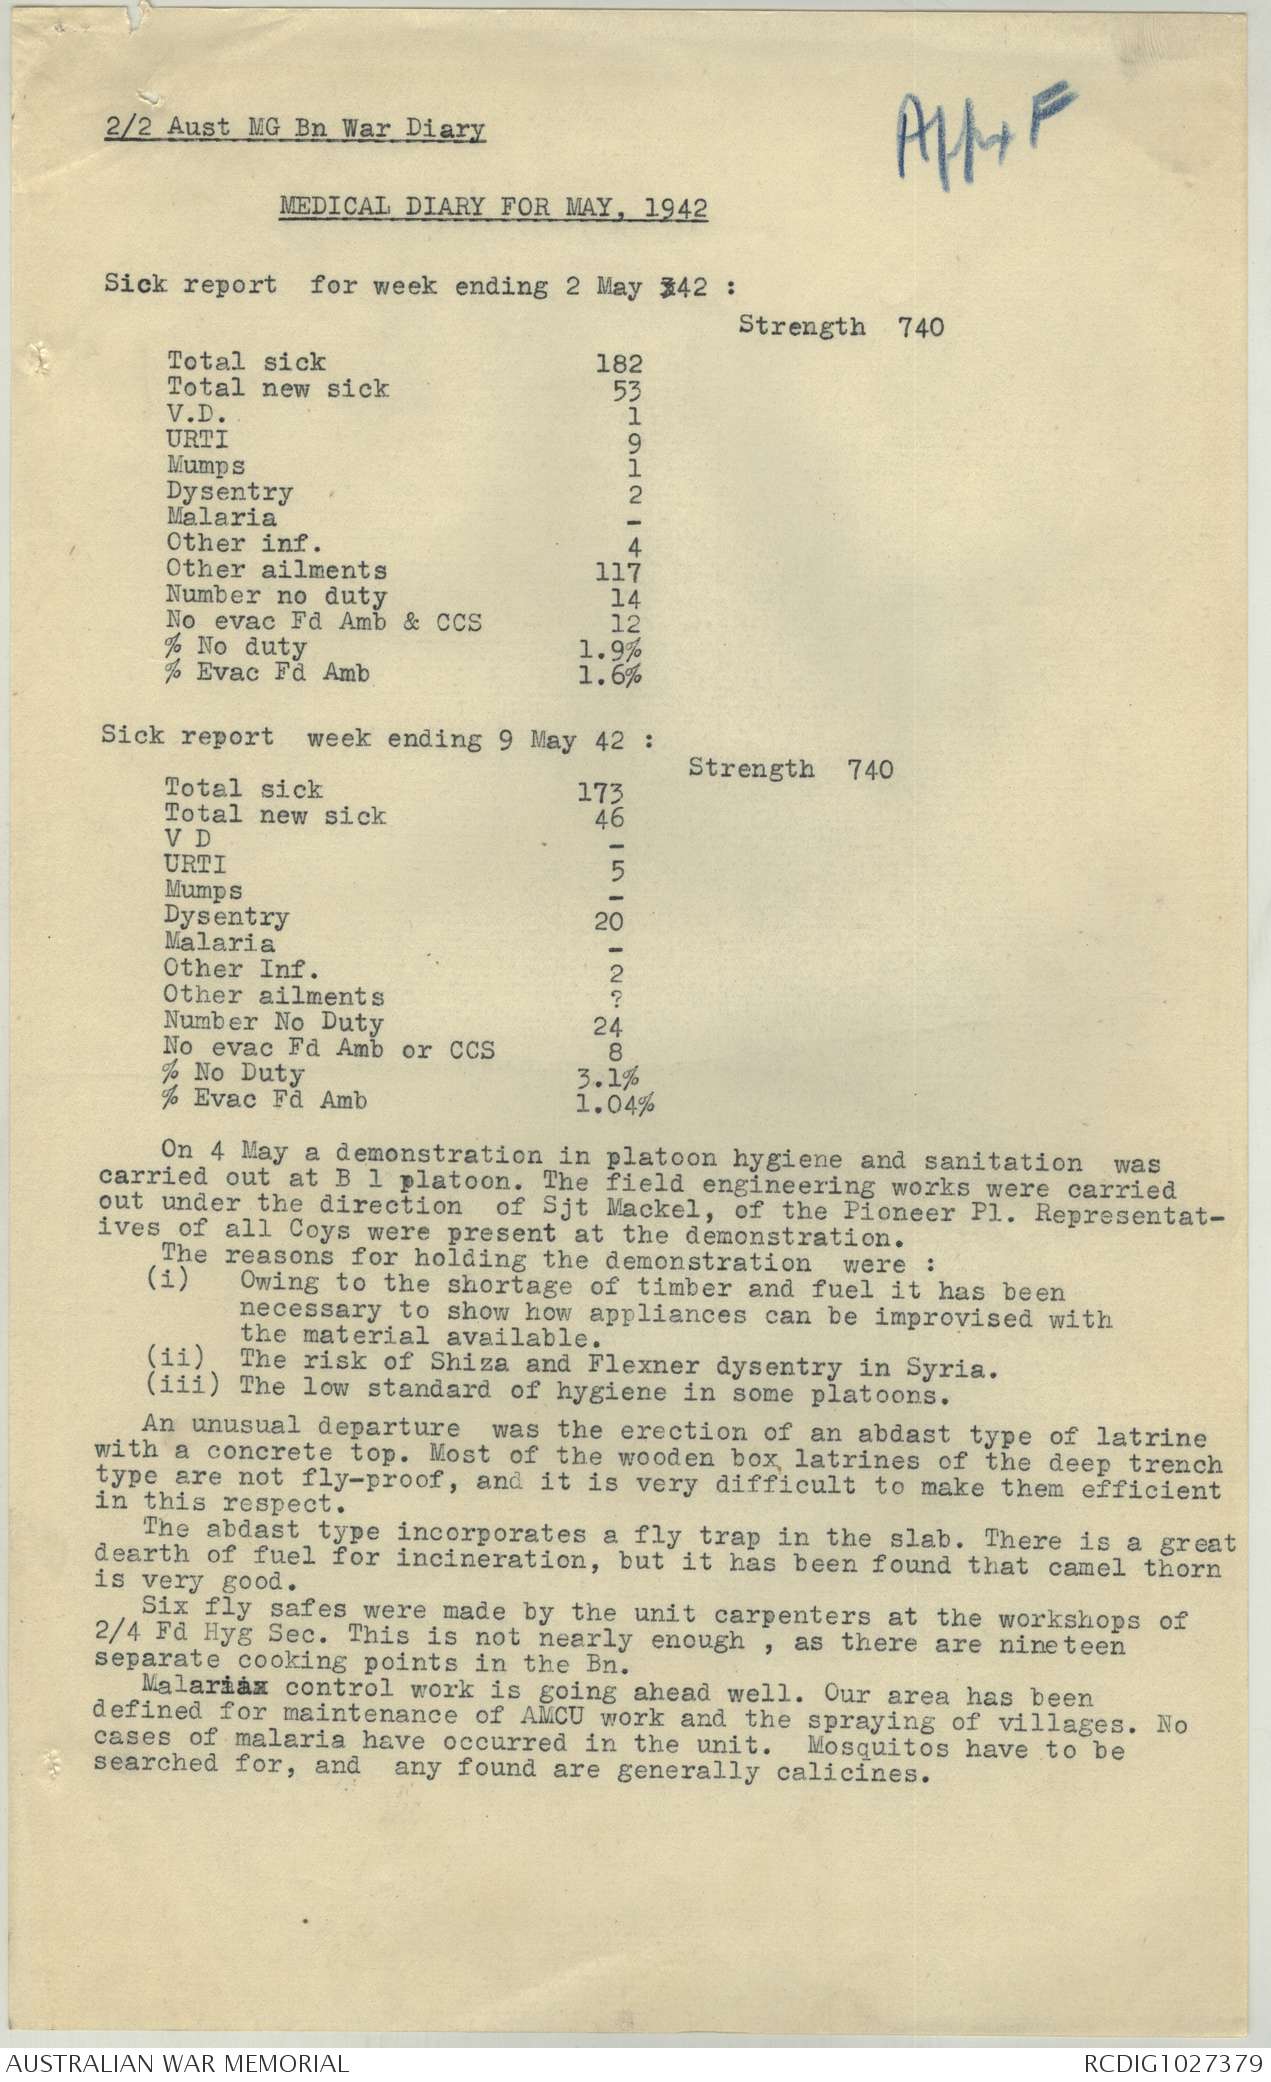 2/2 Aust MG Bn War Diary
Appx F
MEDICAL DIARY FOR MAY, 1942
Sick report for week ending 2 May 342 :
Strength 740
Total sick 182
Total new sick 53
V.D. 1
URTI 9
Mumps 1
Dysentry 2
Malaria -
Other inf. 4
Other ailments 117
Number no duty 14
No evac Fd Amb & CCS 12
% No duty 1.9%
% Evac Fd Amb 1.6%
Sick report week ending 9 May 42 :
Strength 740
Total sick 173
Total new sick 46
V D -
URTI 5
Mumps -
Dysentry 20
Malaria -
Other Inf. 2
Other ailments ?
Number No Duty 24
No evac Fd Amb or CCS 8
% No Duty 3.1%
% Evac Fd Amb 1.04%
On 4 May a demonstration in platoon hygiene and sanitation was
carried out at B 1 platoon. The field engineering works were carried
out under the direction of Sjt Mackel, of the Pioneer Pl. Representat-
ives of all Coys were present at the demonstration.
The reasons for holding the demonstration were :
(i) Owing to the shortage of timber and fuel it has been
necessary to show how appliances can be improvised with
the material available.
(ii) The risk of Shiza and Flexner dysentry in Syria.
(iii) The low standard of hygiene in some platoons.
An unusual departure was the erection of an abdast type of latrine
with a concrete top. Most of the wooden box latrines of the deep trench
type are not fly-proof, and it is very difficult to make them efficient
in this respect.
The abdast type incorporates a fly trap in the slab. There is a great
dearth of fuel for incineration, but it has been found that camel thorn
is very good.
Six fly safes were made by the unit carpenters at the workshops of
2/4 Fd Hyg Sec. This is not nearly enough , as there are nineteen
separate cooking points in the Bn.
Malariax control work is going ahead well. Our area has been
defined for maintenance of AMCU work and the spraying of villages. No
cases of malaria have occurred in the unit. Mosquitos have to be
searched for, and any found are generally calicines.
AUSTRALIAN WAR MEMORIAL
RCDIG1027379